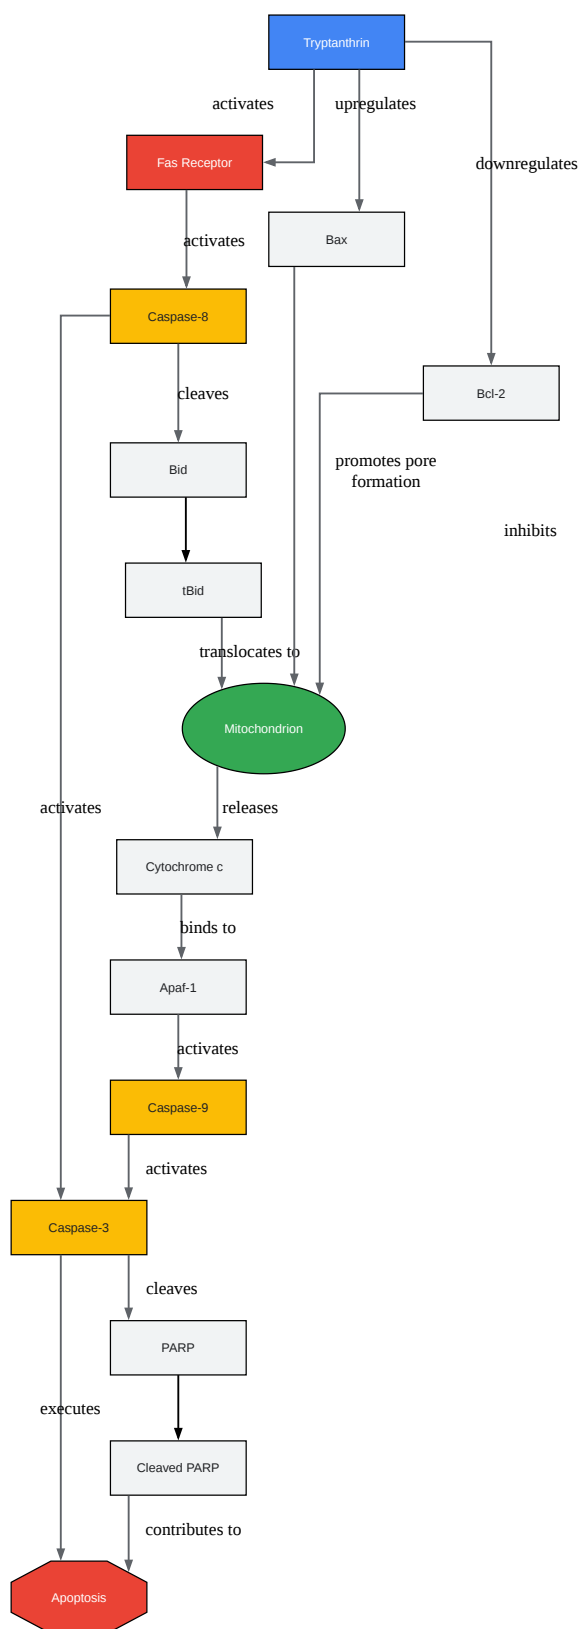 Tryptanthrin
activates
upregulates
Fas Receptor
downregulates
activates
Bax
Caspase-8
cleaves
Bcl-2
promotes pore
formation
Bid
inhibits
tBid
translocates to
Mitochondrion
activates
releases
Cytochrome c
binds to
Apaf-1
activates
Caspase-9
activates
Caspase-3
cleaves
PARP
executes
Cleaved PARP
contributes to
Apoptosis